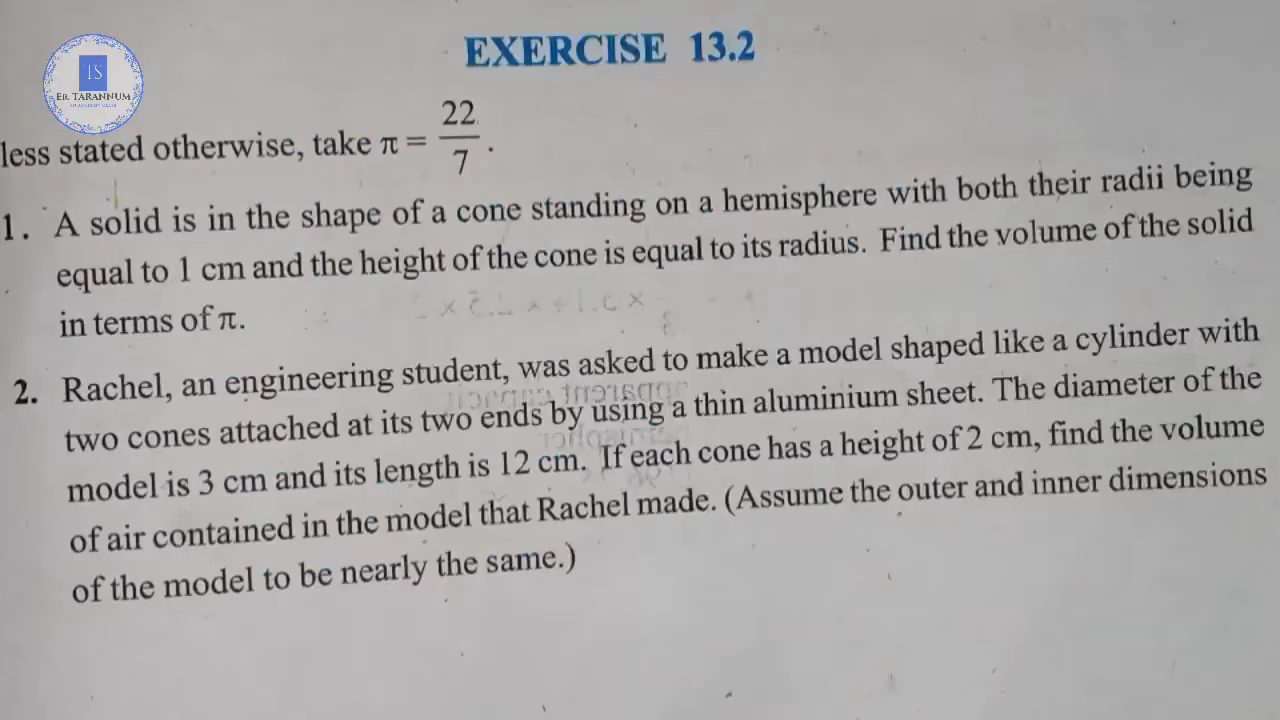 TS
ER. TARANNUM
EXERCISE 13.2
less stated otherwise, take π = 22/7 .
1. A solid is in the shape of a cone standing on a hemisphere with both their radii being
equal to 1 cm and the height of the cone is equal to its radius. Find the volume of the solid
in terms of π.
2. Rachel, an engineering student, was asked to make a model shaped like a cylinder with
two cones attached at its two ends by using a thin aluminium sheet. The diameter of the
model is 3 cm and its length is 12 cm. If each cone has a height of 2 cm, find the volume
of air contained in the model that Rachel made. (Assume the outer and inner dimensions
of the model to be nearly the same.)